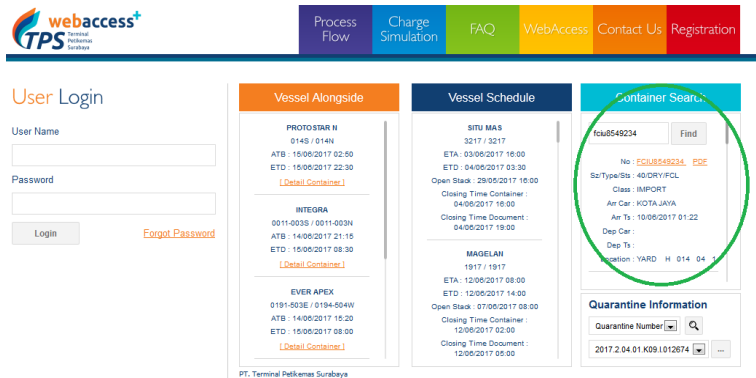 webaccess+
TPS Terminal
Petikemas
Surabaya
Process
Flow
Charge
Simulation
FAQ
WebAccess
Contact Us
Registration
User Login
User Name
Password
Login
Forgot Password
Vessel Alongside
PROTOSTAR N
014S / 014N
ATB : 15/06/2017 02:50
ETD : 15/06/2017 22:30
[ Detail Container ]
INTEGRA
0011-003S / 0011-003N
ATB : 14/06/2017 21:15
ETD : 15/06/2017 08:30
[ Detail Container ]
EVER APEX
0191-503E / 0194-504W
ATB : 14/06/2017 15:20
ETD : 15/06/2017 08:00
[ Detail Container ]
PT. Terminal Petikemas Surabaya
Vessel Schedule
SITU MAS
3217 / 3217
ETA : 03/06/2017 16:00
ETD : 04/06/2017 03:30
Open Stack : 29/05/2017 16:00
Closing Time Container :
04/06/2017 16:00
Closing Time Document :
04/06/2017 19:00
MAGELAN
1917 / 1917
ETA : 12/06/2017 08:00
ETD : 12/06/2017 14:00
Open Stack : 07/06/2017 08:00
Closing Time Container :
12/06/2017 02:00
Closing Time Document :
12/06/2017 05:00
Container Search
fciu8549234
Find
No : FCIU8549234 PDF
Sz/Type/Sts : 40/DRY/FCL
Class : IMPORT
Arr Car : KOTA JAYA
Arr Ts : 10/06/2017 01:22
Dep Car :
Dep Ts :
Location : YARD H 014 04 1
Quarantine Information
Quarantine Number
2017.2.04.01.K09.I.012674
...